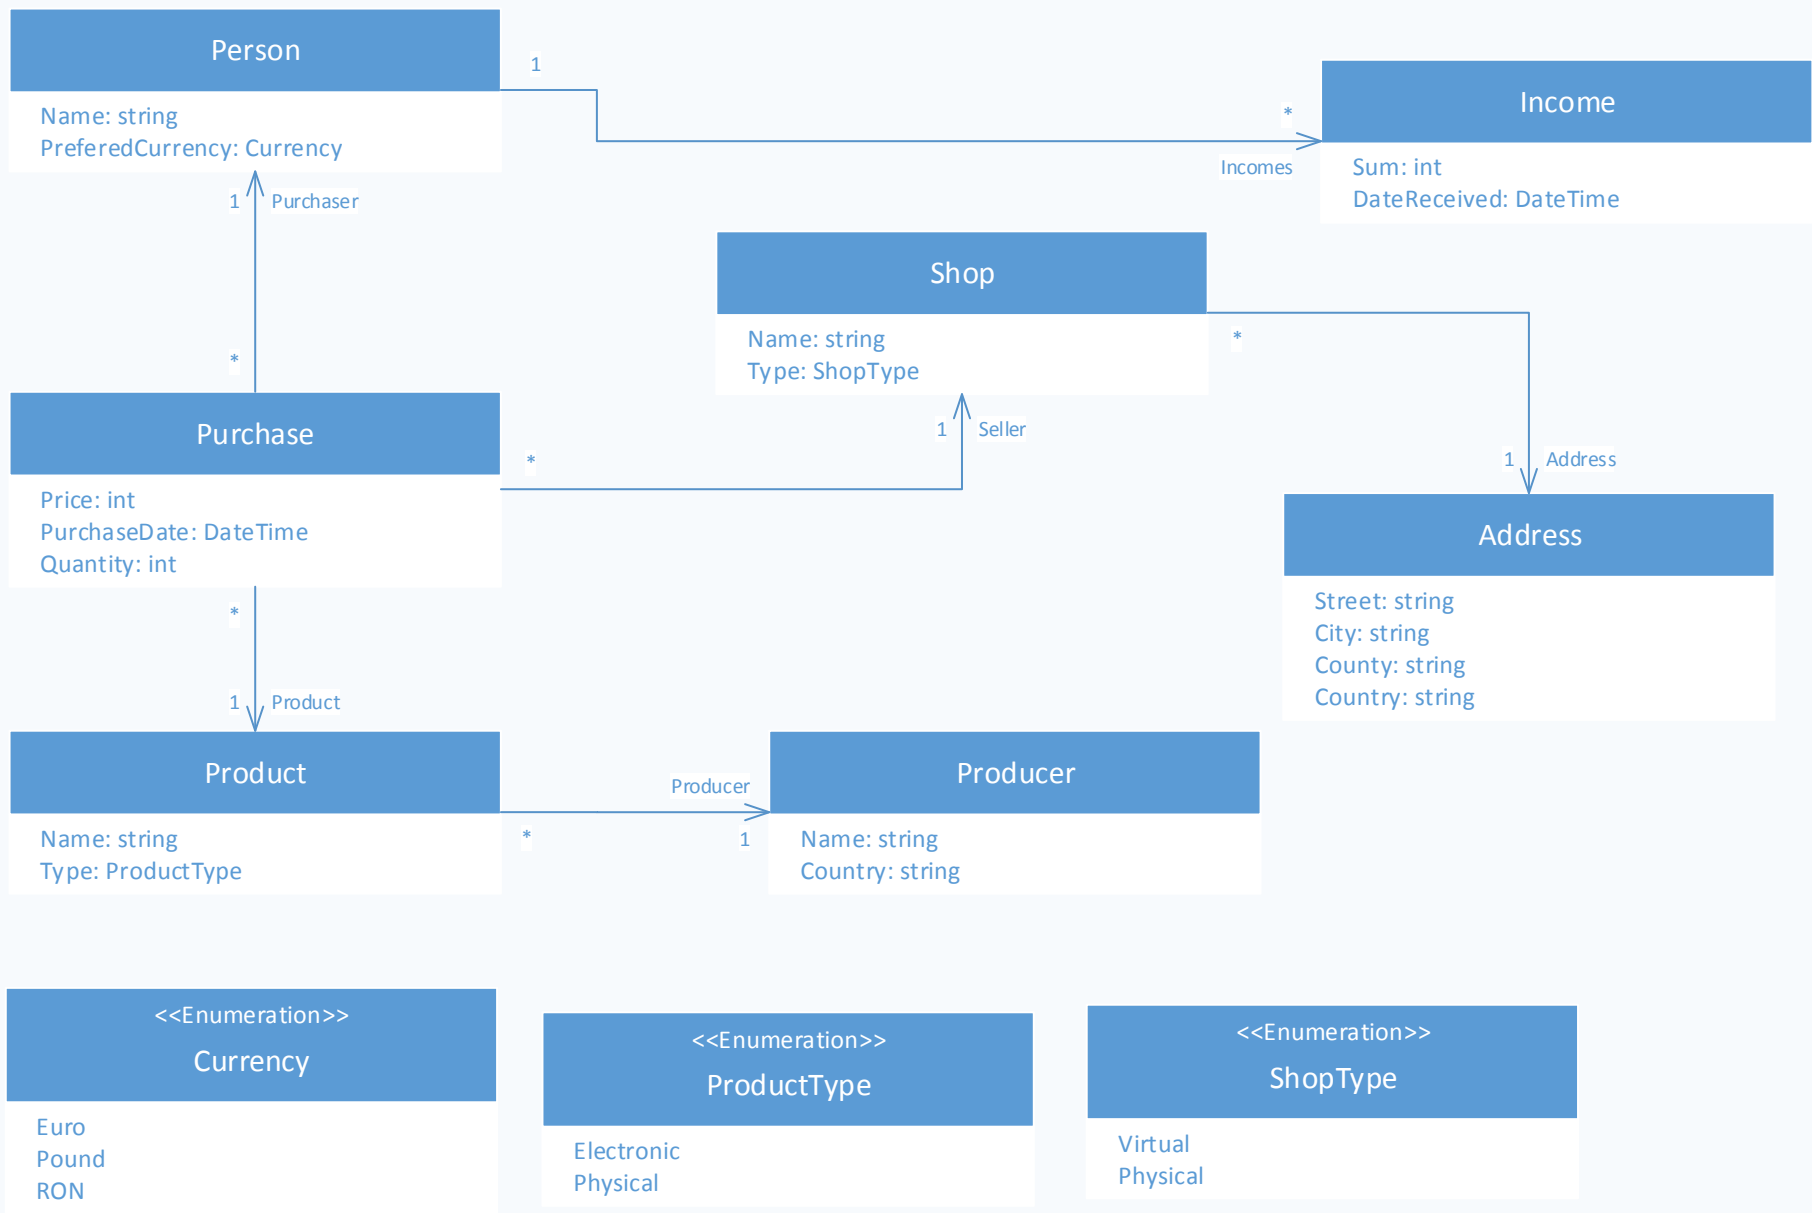 Person
Name: string
PreferedCurrency: Currency
1
*
Incomes
Income
Sum: int
DateReceived: DateTime
1
Purchaser
*
Shop
Name: string
Type: ShopType
*
1
Seller
*
Purchase
Price: int
PurchaseDate: DateTime
Quantity: int
1
Address
Address
Street: string
City: string
County: string
Country: string
*
1
Product
Product
Name: string
Type: ProductType
*
Producer
1
Producer
Name: string
Country: string
<<Enumeration>>
Currency
Euro
Pound
RON
<<Enumeration>>
ProductType
Electronic
Physical
<<Enumeration>>
ShopType
Virtual
Physical